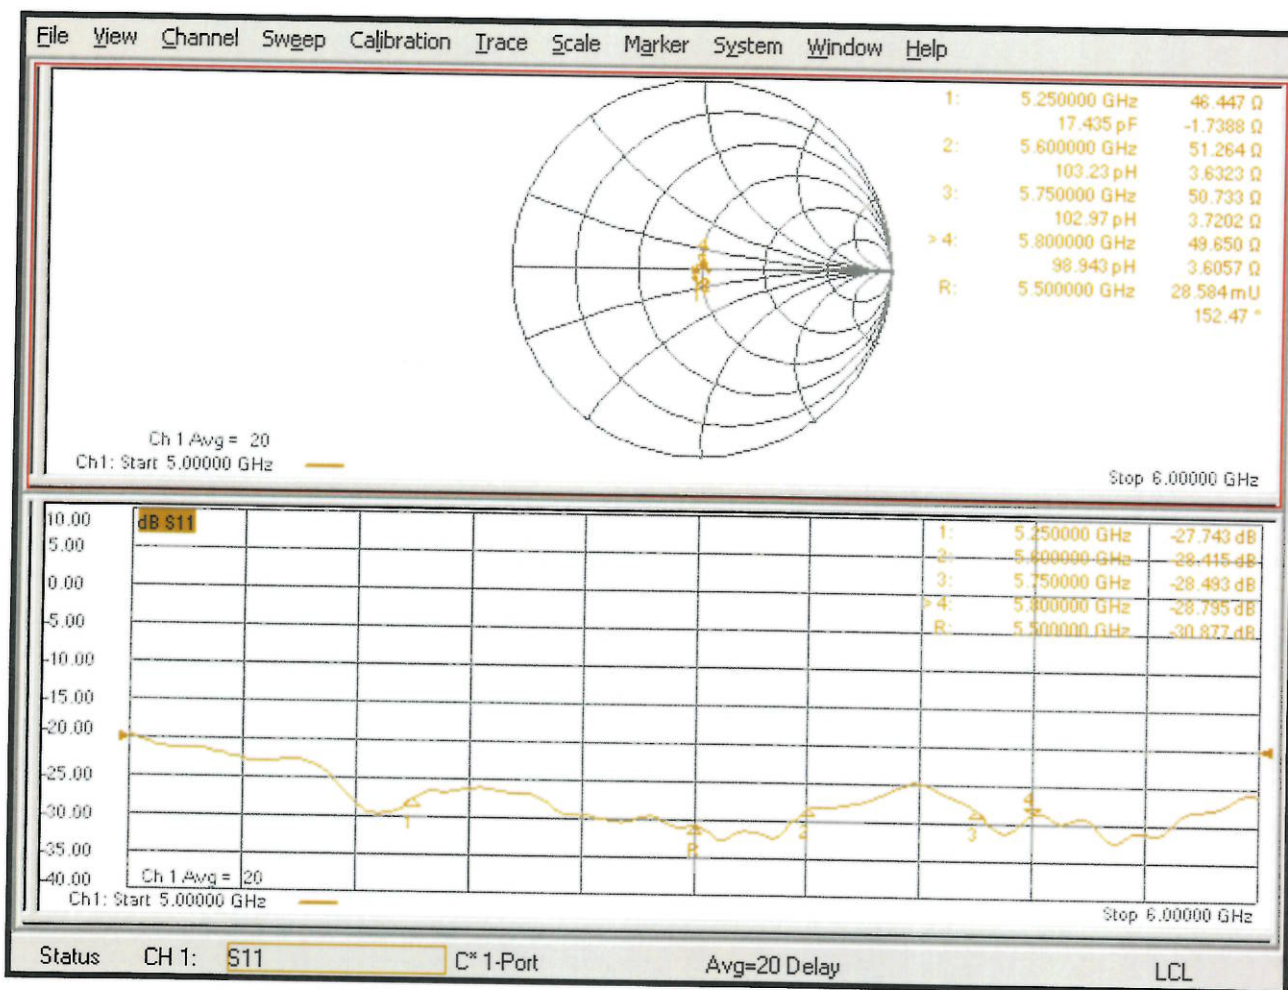 File View Channel Sweep Calibration Trace Scale Marker System Window Help
1: 5.250000 GHz 46.447 Ω
17.435 pF -1.7388 Ω
2: 5.600000 GHz 51.264 Ω
103.23 pH 3.6323 Ω
3: 5.750000 GHz 50.733 Ω
102.97 pH 3.7202 Ω
> 4: 5.800000 GHz 49.650 Ω
98.943 pH 3.6057 Ω
R: 5.500000 GHz 28.584 mU
152.47 °
Ch 1 Avg = 20
Ch1: Start 5.00000 GHz
Stop 6.00000 GHz
10.00
dB S11
5.00
0.00
-5.00
-10.00
-15.00
-20.00
-25.00
-30.00
-35.00
-40.00
1: 5.250000 GHz -27.743 dB
2: 5.600000 GHz -28.415 dB
3: 5.750000 GHz -28.493 dB
> 4: 5.800000 GHz -28.795 dB
R: 5.500000 GHz -30.877 dB
1
R
2
3
4
Ch 1 Avg = 20
Ch1: Start 5.00000 GHz
Stop 6.00000 GHz
Status CH 1: S11 C* 1-Port Avg=20 Delay LCL